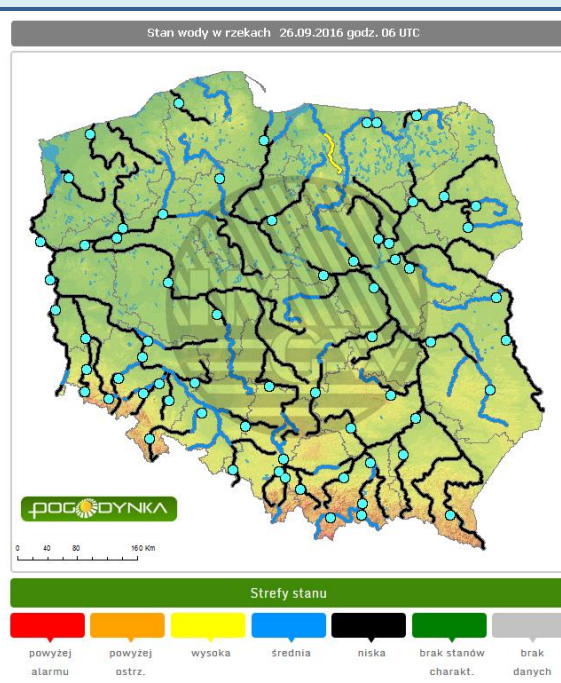 Stan wody w rzekach 26.09.2016 godz. 06 UTC
POGODYNKA
0 40 80 160 Km
Strefy stanu
powyżej alarmu
powyżej ostrz.
wysoka
średnia
niska
brak stanów charakt.
brak danych